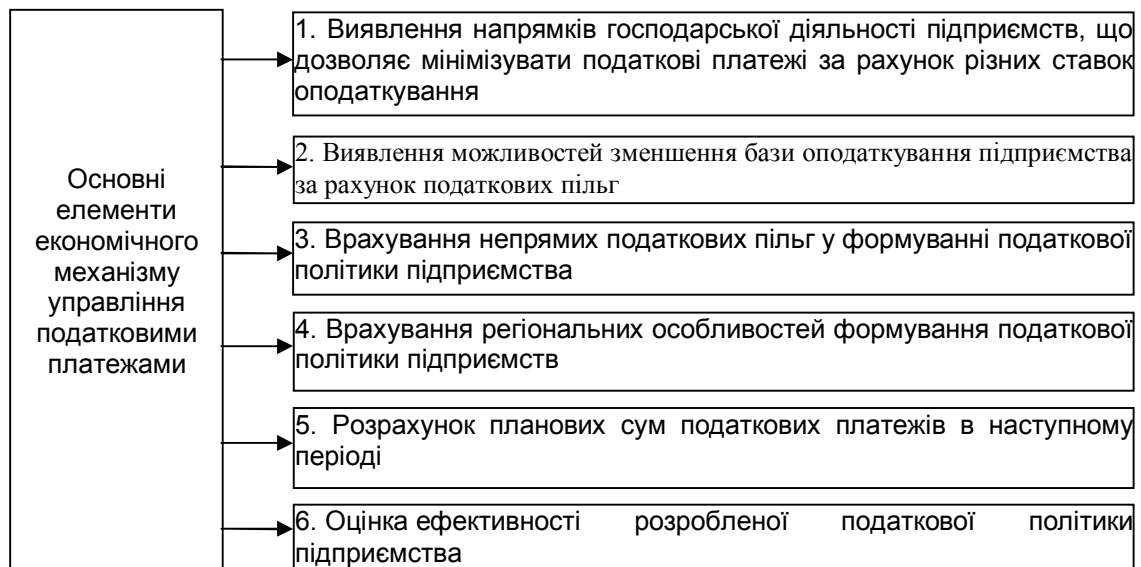 Основні
елементи
економічного
механізму
управління
податковими
платежами
1. Виявлення напрямків господарської діяльності підприємств, що
дозволяє мінімізувати податкові платежі за рахунок різних ставок
оподаткування
2. Виявлення можливостей зменшення бази оподаткування підприємства
за рахунок податкових пільг
3. Врахування непрямих податкових пільг у формуванні податкової
політики підприємства
4. Врахування регіональних особливостей формування податкової
політики підприємств
5. Розрахунок планових сум податкових платежів в наступному
періоді
6. Оцінка ефективності розробленої податкової політики
підприємства